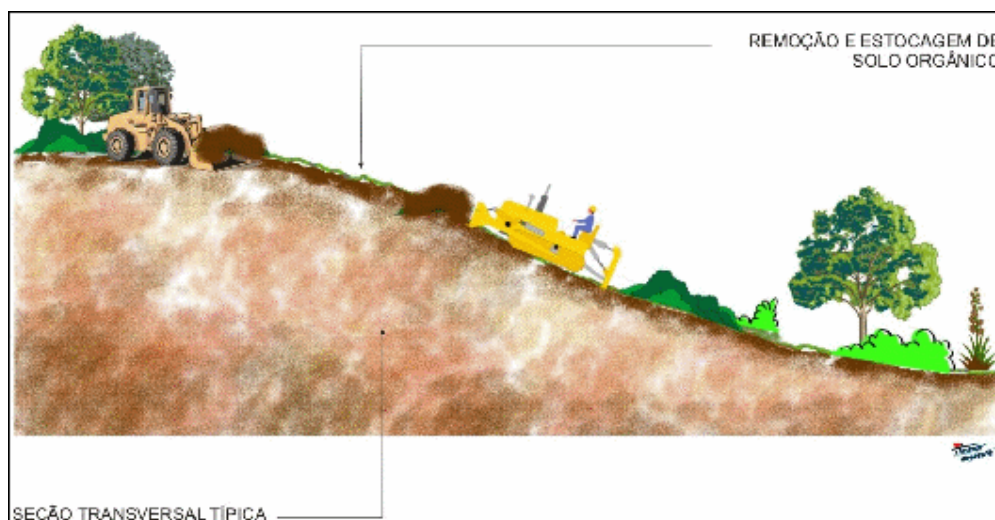 REMOÇÃO E ESTOCAGEM DE
SOLO ORGÂNICO
SEÇÃO TRANSVERSAL TÍPICA